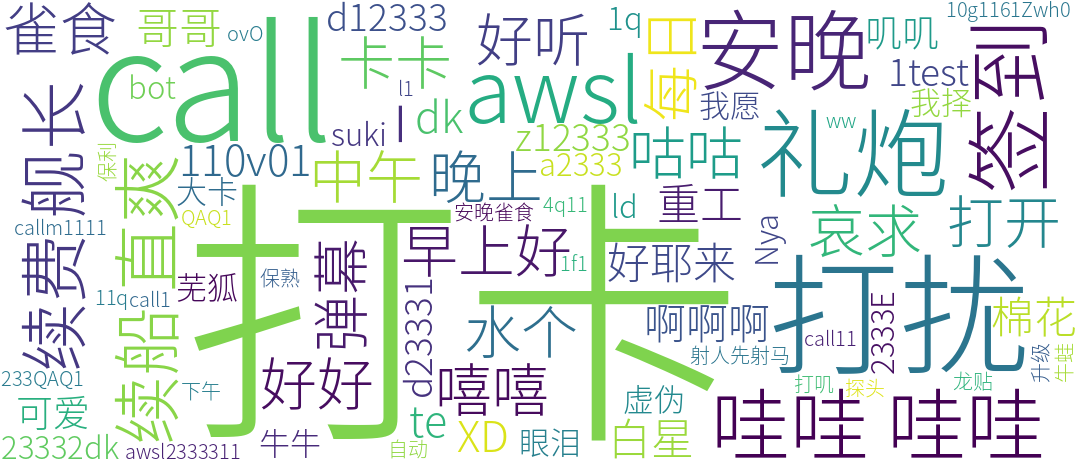 雀食
哥哥
ovO
d12333
好听
1q
安晚
叽叽
10g1161Zwh0
call
卡卡
l1
awsl
每日
签到
1test
bot
suki
I
dk
我愿
我择
续费舰长
保利
续船
直爽
110v01
中午
晚上
z12333
a2333
咕咕
礼炮
ww
大卡
QAQ1
callm1111
打卡
安晚雀食
4q11
ld
重工
Nya
哀求
打开
芜狐
保熟
弹幕
早上好
1f1
好耶来
打扰
11q
call1
d23331
水个
啊啊啊
2333E
棉花
射人先射马
call11
升级
牛蛙
233QAQ1
下午
好好
嘻嘻
打叽
探头
龙贴
可爱
te
虚伪
哇哇
哇哇
23332dk
awsl2333311
牛牛
自动
XD
眼泪
白星